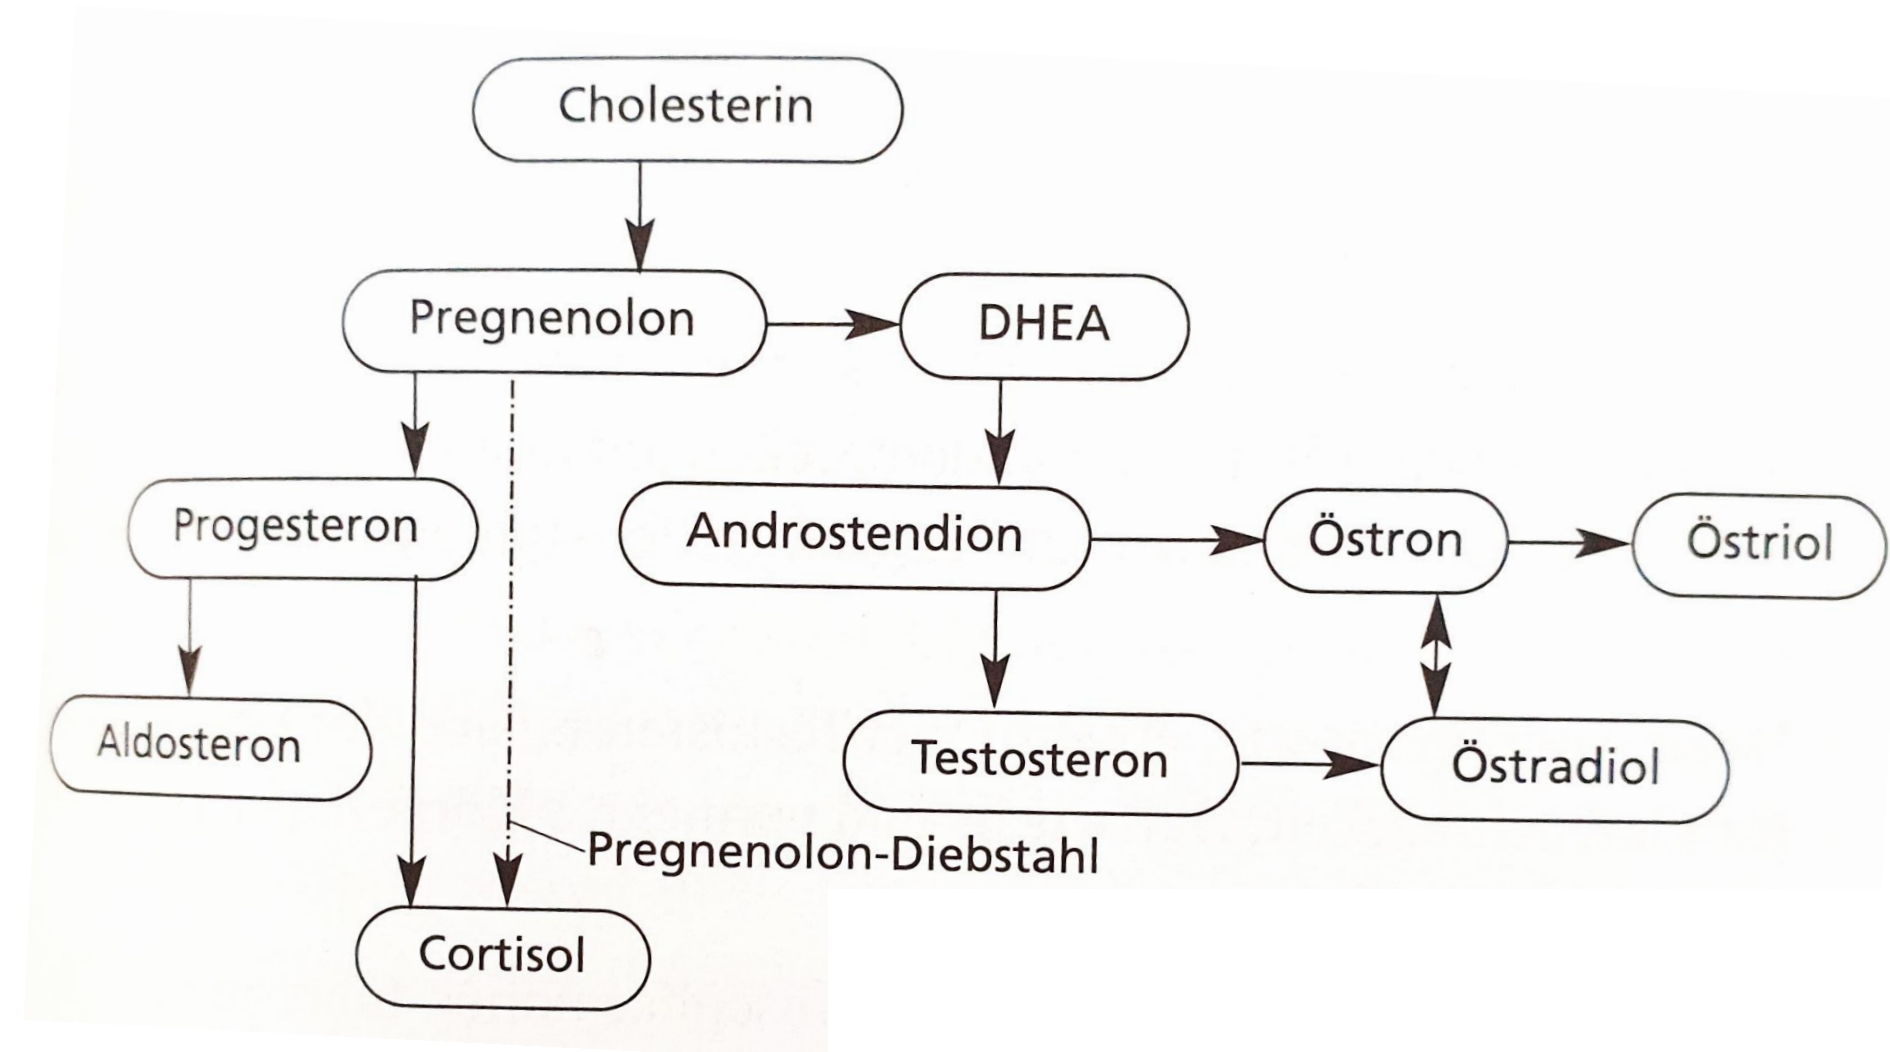 Cholesterin
Pregnenolon
DHEA
Progesteron
Androstendion
Östron
Östriol
Aldosteron
Testosteron
Östradiol
Pregnenolon-Diebstahl
Cortisol